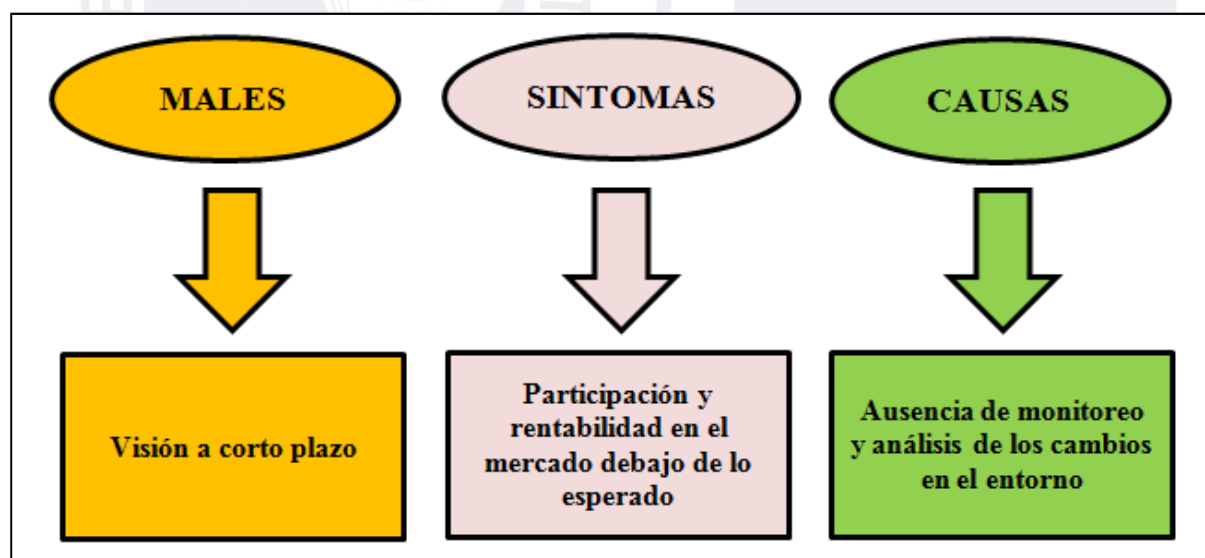 MALES
SINTOMAS
CAUSAS
Visión a corto plazo
Participación y
rentabilidad en el
mercado debajo de lo
esperado
Ausencia de monitoreo
y análisis de los cambios
en el entorno